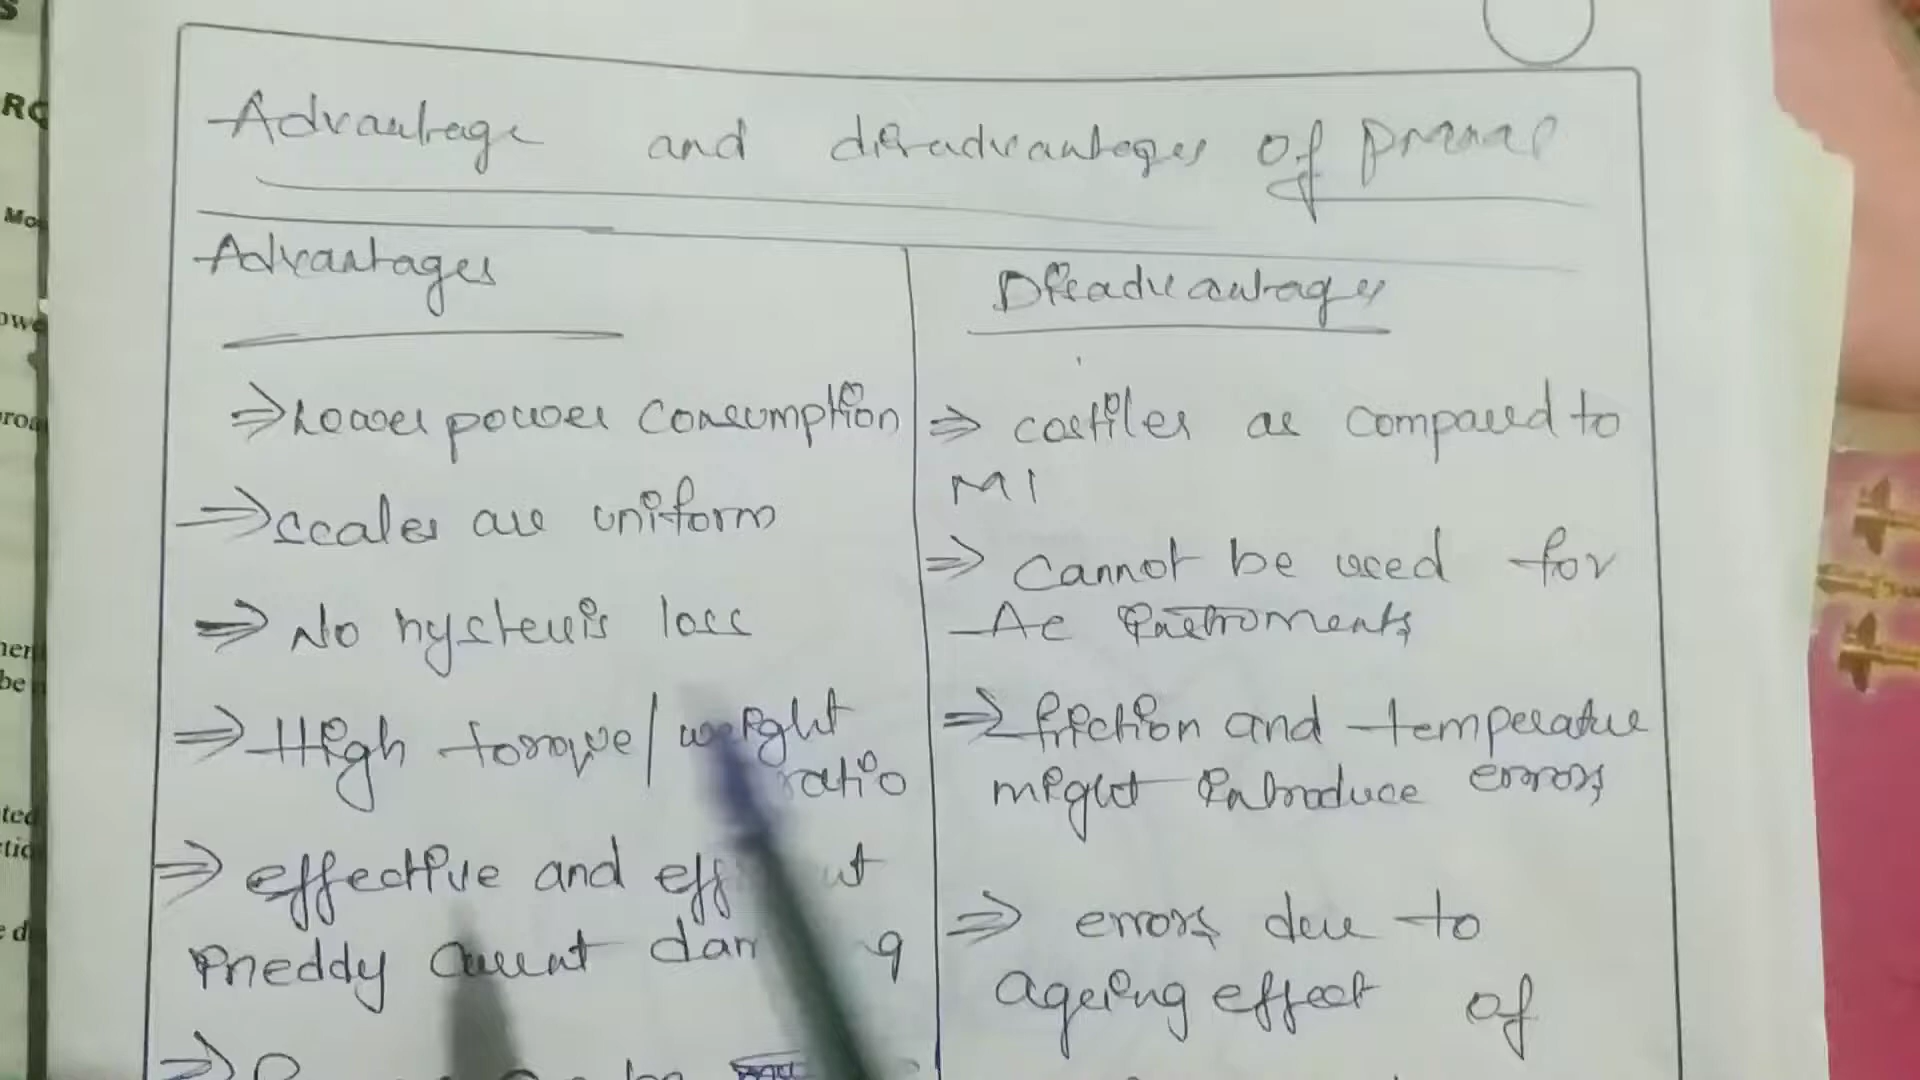 Advantage and disadvantages of PMMC
Advantages
⇒ Lower power consumption
⇒ scales are uniform
⇒ No hysteresis loss
⇒ High torque/weight
ratio
⇒ effective and
eddy current
Disadvantages
⇒ costiler as compared to
MI
⇒ cannot be used for
AC instroments
⇒ friction and temperature
might introduce errors
⇒ errors due to
ageing effect of